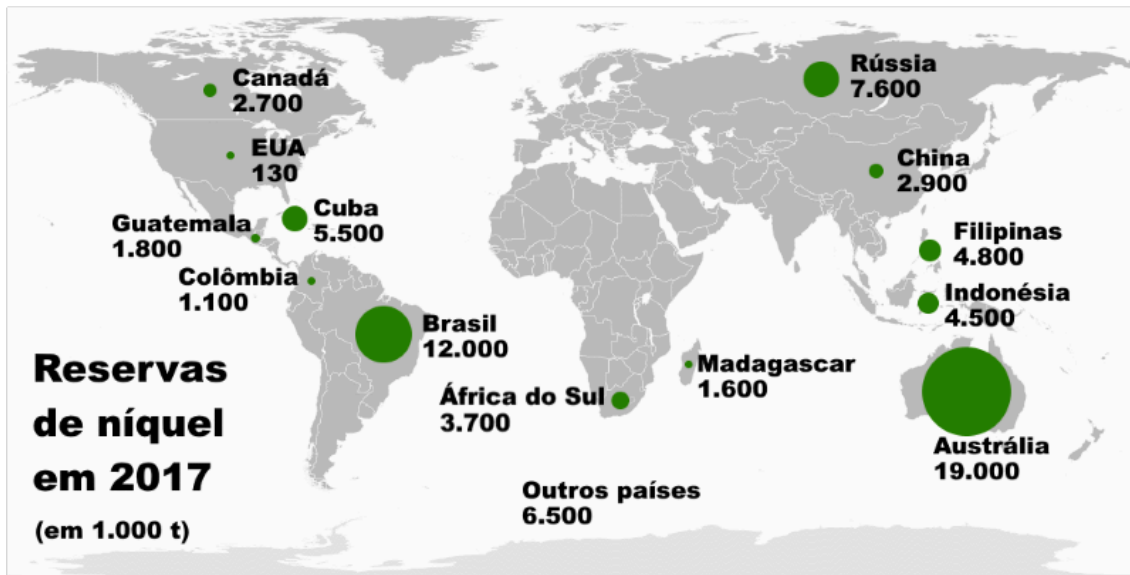 Canadá
2.700
EUA
130
Guatemala
1.800
Cuba
5.500
Colômbia
1.100
Brasil
12.000
Rússia
7.600
China
2.900
Filipinas
4.800
Indonésia
4.500
Madagascar
1.600
África do Sul
3.700
Austrália
19.000
Outros países
6.500
Reservas
de níquel
em 2017
(em 1.000 t)